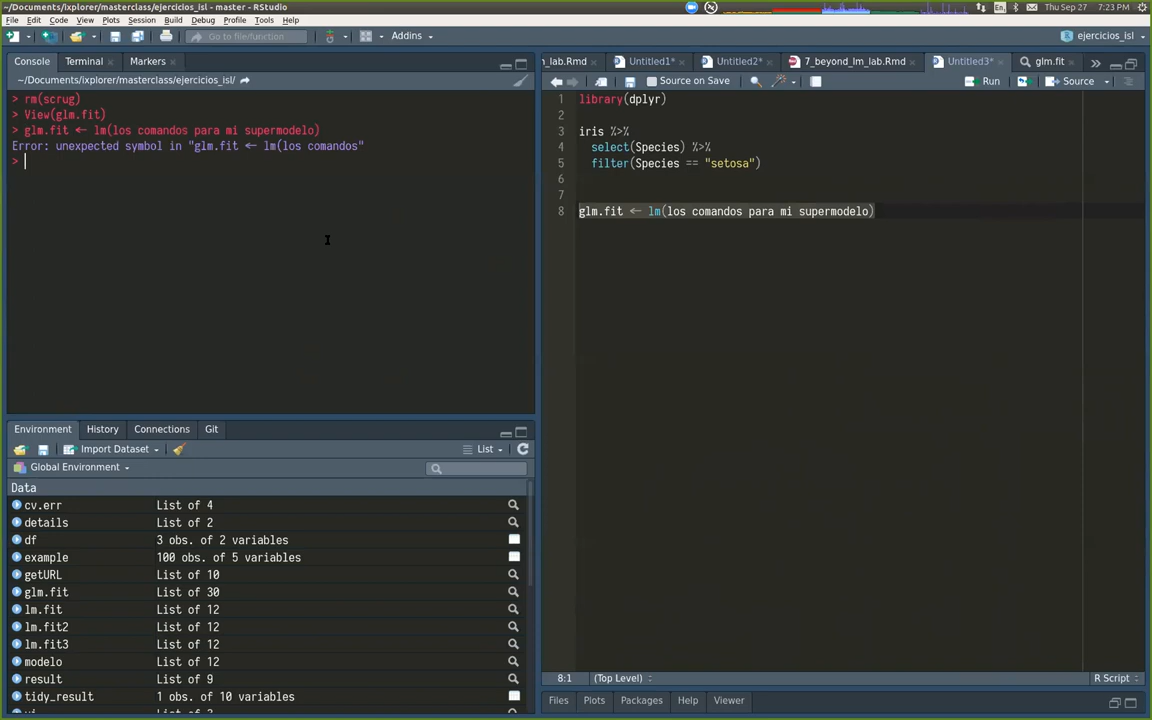 ~/Documents/ixplorer/masterclass/ejercicios_isl - master - RStudio
Thu Sep 27 7:23 PM
File Edit Code View Plots Session Build Debug Profile Tools Help
Go to file/function Addins ejercicios_isl
Console Terminal Markers
~/Documents/ixplorer/masterclass/ejercicios_isl/
> rm(scrug)
> View(glm.fit)
> glm.fit <- lm(los comandos para mi supermodelo)
Error: unexpected symbol in "glm.fit <- lm(los comandos"
>
Environment History Connections Git
Import Dataset List
Global Environment
Data
cv.err List of 4
details List of 2
df 3 obs. of 2 variables
example 100 obs. of 5 variables
getURL List of 10
glm.fit List of 30
lm.fit List of 12
lm.fit2 List of 12
lm.fit3 List of 12
modelo List of 12
result List of 9
tidy_result 1 obs. of 10 variables
_lab.Rmd Untitled1* Untitled2* 7_beyond_lm_lab.Rmd Untitled3* glm.fit
Source on Save Run Source
1 library(dplyr)
2
3 iris %>%
4 select(Species) %>%
5 filter(Species == "setosa")
6
7
8 glm.fit <- lm(los comandos para mi supermodelo)
8:1 (Top Level) R Script
Files Plots Packages Help Viewer